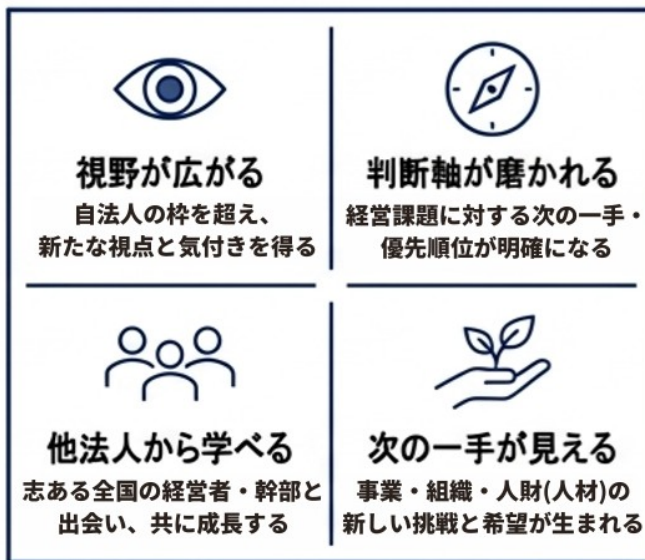 視野が広がる
自法人の枠を超え、
新たな視点と気付きを得る
判断軸が磨かれる
経営課題に対する次の一手・
優先順位が明確になる
他法人から学べる
志ある全国の経営者・幹部と
出会い、共に成長する
次の一手が見える
事業・組織・人財(人材)の
新しい挑戦と希望が生まれる